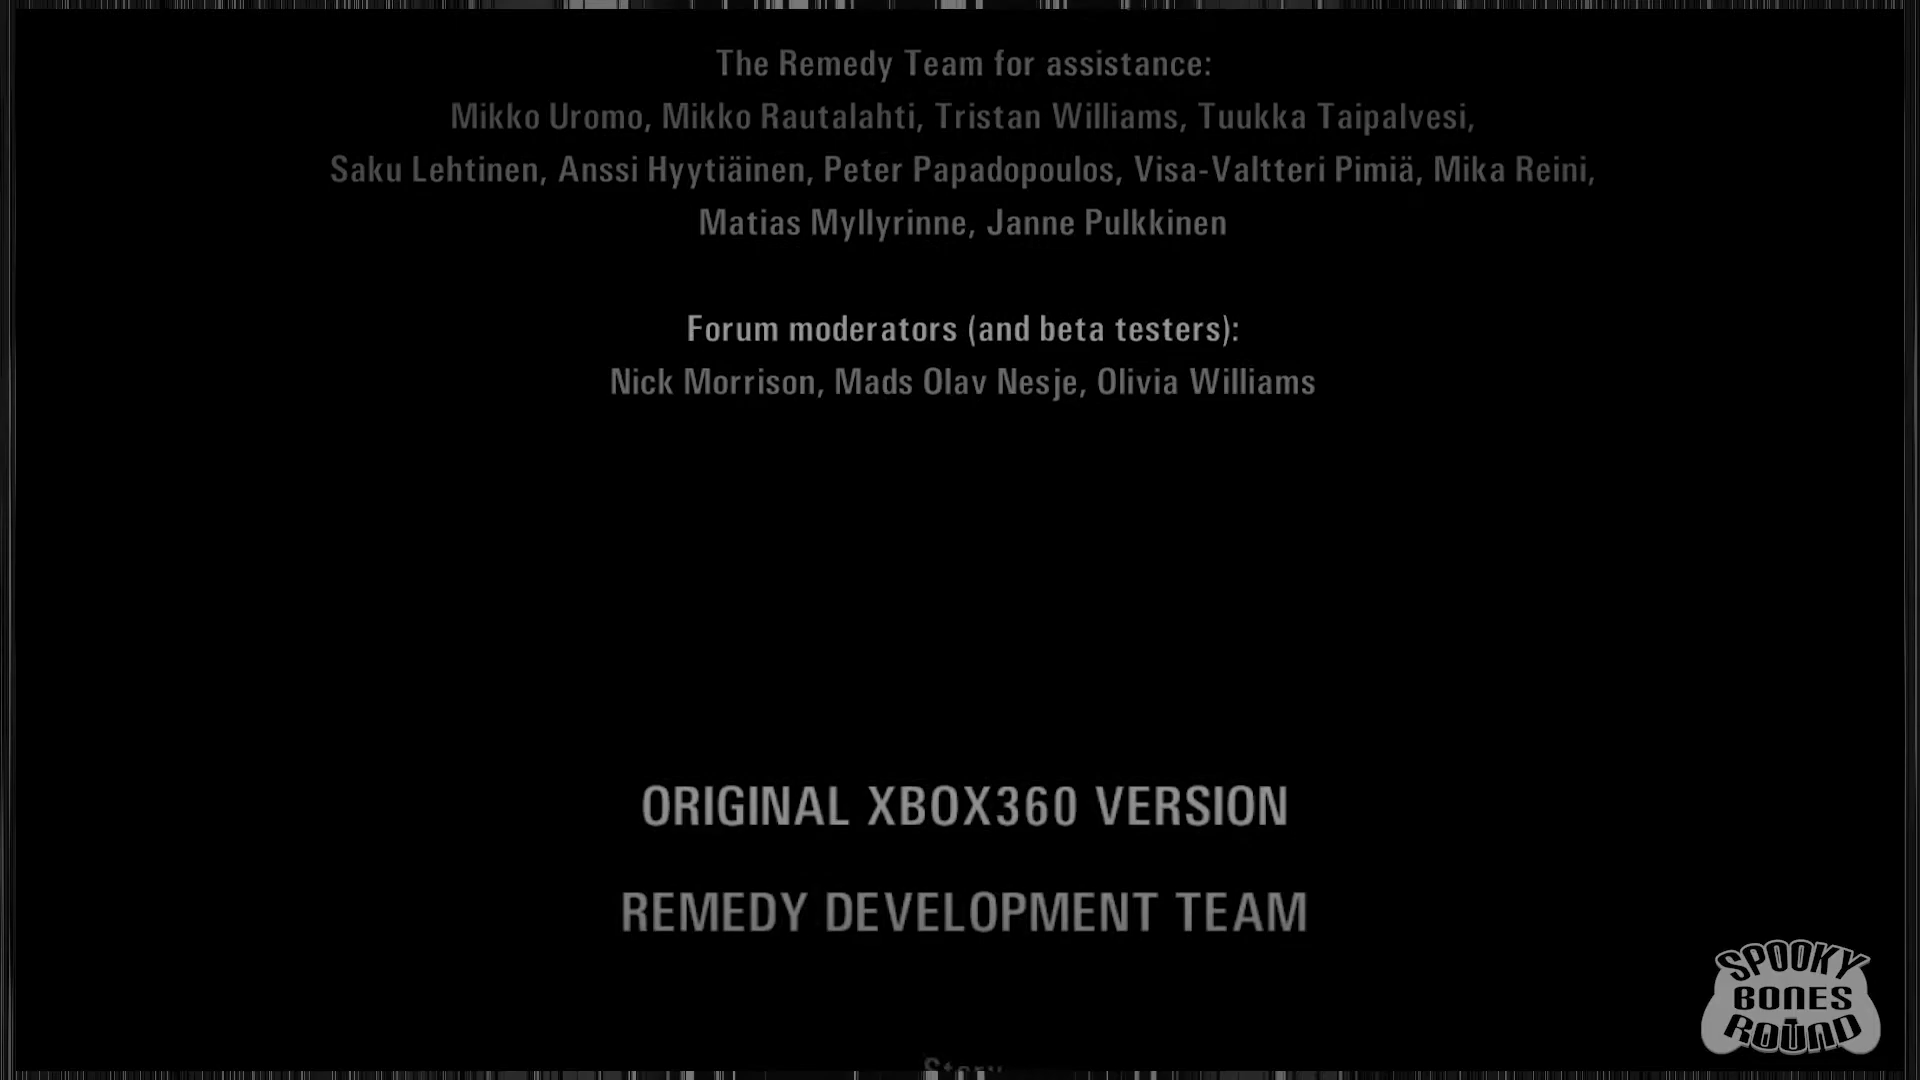 The Remedy Team for assistance:
Mikko Uromo, Mikko Rautalahti, Tristan Williams, Tuukka Taipalvesi,
Saku Lehtinen, Anssi Hyytiäinen, Peter Papadopoulos, Visa-Valtteri Pimiä, Mika Reini,
Matias Myllyrinne, Janne Pulkkinen
Forum moderators (and beta testers):
Nick Morrison, Mads Olav Nesje, Olivia Williams
ORIGINAL XBOX360 VERSION
REMEDY DEVELOPMENT TEAM
Story
SPOOKY
BONES
ROUND